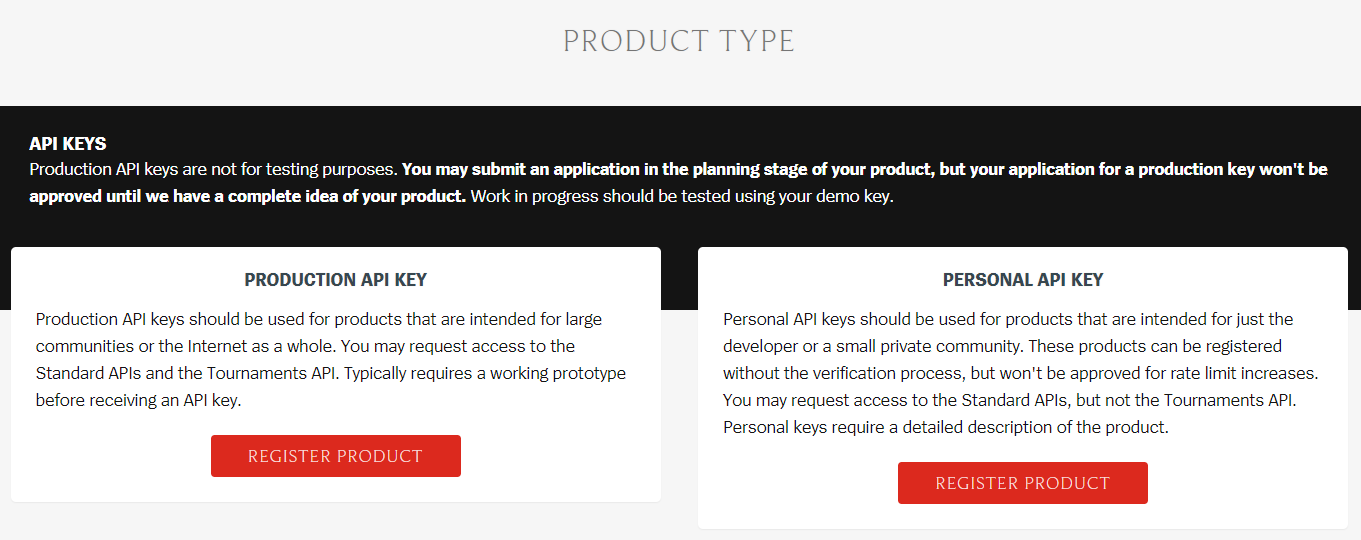 PRODUCT TYPE
API KEYS
Production API keys are not for testing purposes. You may submit an application in the planning stage of your product, but your application for a production key won't be
approved until we have a complete idea of your product. Work in progress should be tested using your demo key.
PRODUCTION API KEY
Production API keys should be used for products that are intended for large
communities or the Internet as a whole. You may request access to the
Standard APIs and the Tournaments API. Typically requires a working prototype
before receiving an API key.
REGISTER PRODUCT
PERSONAL API KEY
Personal API keys should be used for products that are intended for just the
developer or a small private community. These products can be registered
without the verification process, but won't be approved for rate limit increases.
You may request access to the Standard APIs, but not the Tournaments API.
Personal keys require a detailed description of the product.
REGISTER PRODUCT